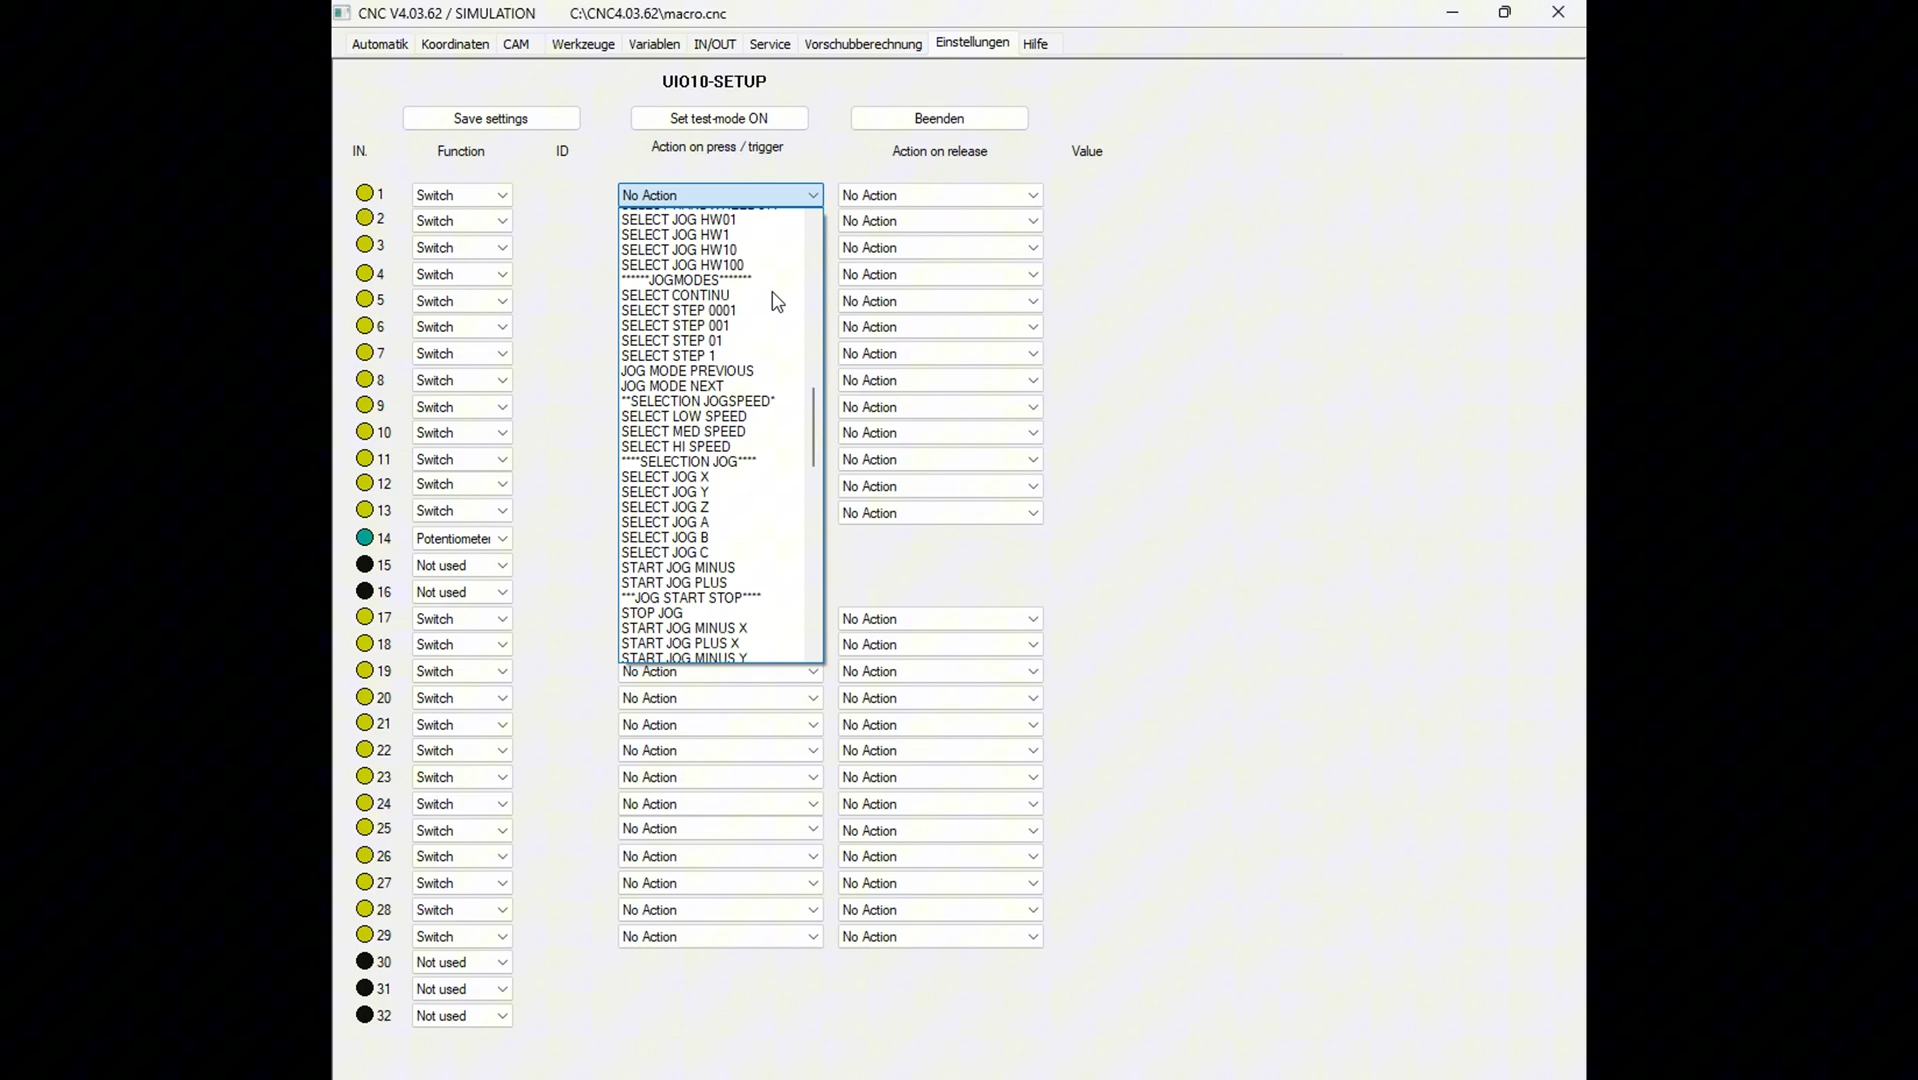 CNC V4.03.62 / SIMULATION C:\CNC4.03.62\macro.cnc
Automatik Koordinaten CAM Werkzeuge Variablen IN/OUT Service Vorschubberechnung Einstellungen Hilfe
UIO10-SETUP
Save settings Set test-mode ON Beenden
IN. Function ID Action on press / trigger Action on release Value
1 Switch No Action No Action
2 Switch No Action
3 Switch No Action
4 Switch No Action
5 Switch No Action
6 Switch No Action
7 Switch No Action
8 Switch No Action
9 Switch No Action
10 Switch No Action
11 Switch No Action
12 Switch No Action
13 Switch No Action
14 Potentiometer
15 Not used
16 Not used
17 Switch No Action
18 Switch No Action
SELECT JOG HW01
SELECT JOG HW1
SELECT JOG HW10
SELECT JOG HW100
******JOGMODES*******
SELECT CONTINU
SELECT STEP 0001
SELECT STEP 001
SELECT STEP 01
SELECT STEP 1
JOG MODE PREVIOUS
JOG MODE NEXT
**SELECTION JOGSPEED*
SELECT LOW SPEED
SELECT MED SPEED
SELECT HI SPEED
****SELECTION JOG****
SELECT JOG X
SELECT JOG Y
SELECT JOG Z
SELECT JOG A
SELECT JOG B
SELECT JOG C
START JOG MINUS
START JOG PLUS
***JOG START STOP****
STOP JOG
START JOG MINUS X
START JOG PLUS X
START JOG MINUS Y
19 Switch No Action No Action
20 Switch No Action No Action
21 Switch No Action No Action
22 Switch No Action No Action
23 Switch No Action No Action
24 Switch No Action No Action
25 Switch No Action No Action
26 Switch No Action No Action
27 Switch No Action No Action
28 Switch No Action No Action
29 Switch No Action No Action
30 Not used
31 Not used
32 Not used